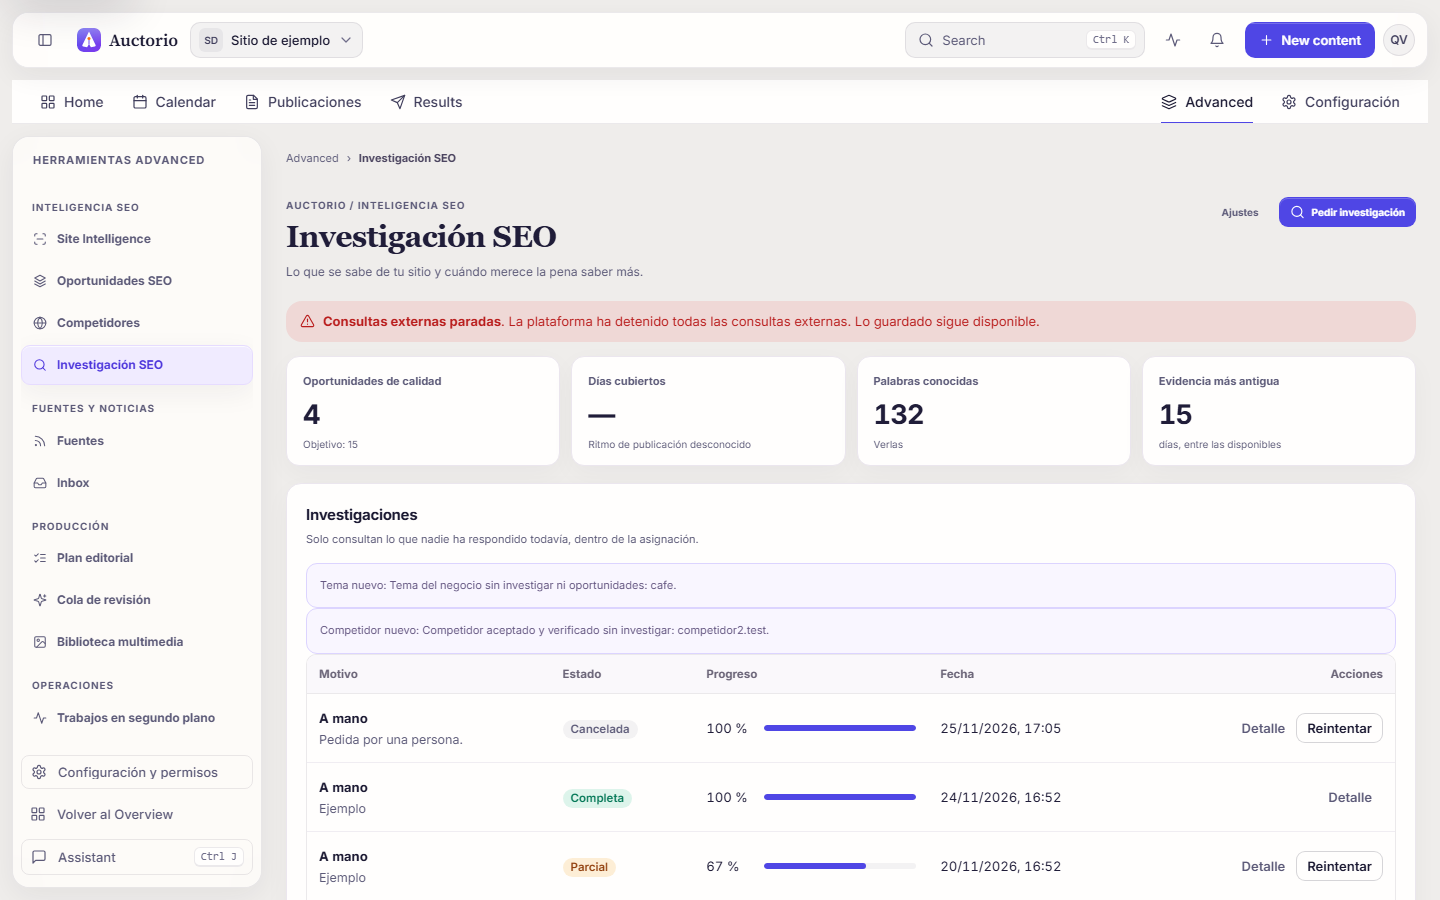 Auctorio
SD Sitio de ejemplo
Search Ctrl K
New content
QV
Home
Calendar
Publicaciones
Results
Advanced
Configuración
HERRAMIENTAS ADVANCED
INTELIGENCIA SEO
Site Intelligence
Oportunidades SEO
Competidores
Investigación SEO
FUENTES Y NOTICIAS
Fuentes
Inbox
PRODUCCIÓN
Plan editorial
Cola de revisión
Biblioteca multimedia
OPERACIONES
Trabajos en segundo plano
Configuración y permisos
Volver al Overview
Assistant Ctrl J
Advanced › Investigación SEO
AUCTORIO / INTELIGENCIA SEO
Investigación SEO
Lo que se sabe de tu sitio y cuándo merece la pena saber más.
Ajustes
Pedir investigación
Consultas externas paradas. La plataforma ha detenido todas las consultas externas. Lo guardado sigue disponible.
Oportunidades de calidad
4
Objetivo: 15
Días cubiertos
—
Ritmo de publicación desconocido
Palabras conocidas
132
Verlas
Evidencia más antigua
15
días, entre las disponibles
Investigaciones
Solo consultan lo que nadie ha respondido todavía, dentro de la asignación.
Tema nuevo: Tema del negocio sin investigar ni oportunidades: cafe.
Competidor nuevo: Competidor aceptado y verificado sin investigar: competidor2.test.
Motivo Estado Progreso Fecha Acciones
A mano
Pedida por una persona.
Cancelada 100 % 25/11/2026, 17:05 Detalle Reintentar
A mano
Ejemplo
Completa 100 % 24/11/2026, 16:52 Detalle
A mano
Ejemplo
Parcial 67 % 20/11/2026, 16:52 Detalle Reintentar